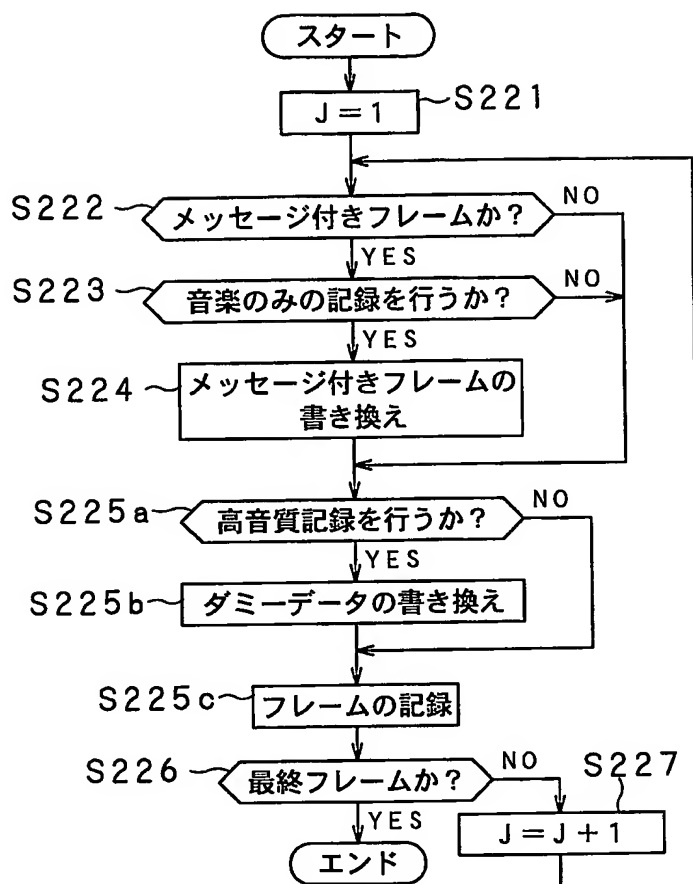 スタート
J=1
S221
S222
メッセージ付きフレームか?
NO
YES
S223
音楽のみの記録を行うか?
NO
YES
S224
メッセージ付きフレームの
書き換え
S225a
高音質記録を行うか?
NO
YES
S225b
ダミーデータの書き換え
S225c
フレームの記録
S226
最終フレームか?
NO
S227
YES
J=J+1
エンド